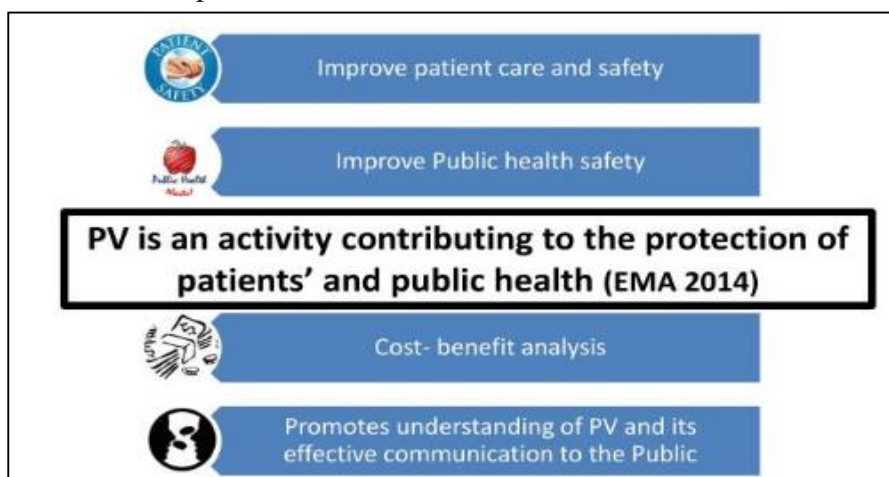 PATIENT
SAFETY
Improve patient care and safety
Public Health
Improve Public health safety
PV is an activity contributing to the protection of
patients' and public health (EMA 2014)
Cost- benefit analysis
Promotes understanding of PV and its
effective communication to the Public